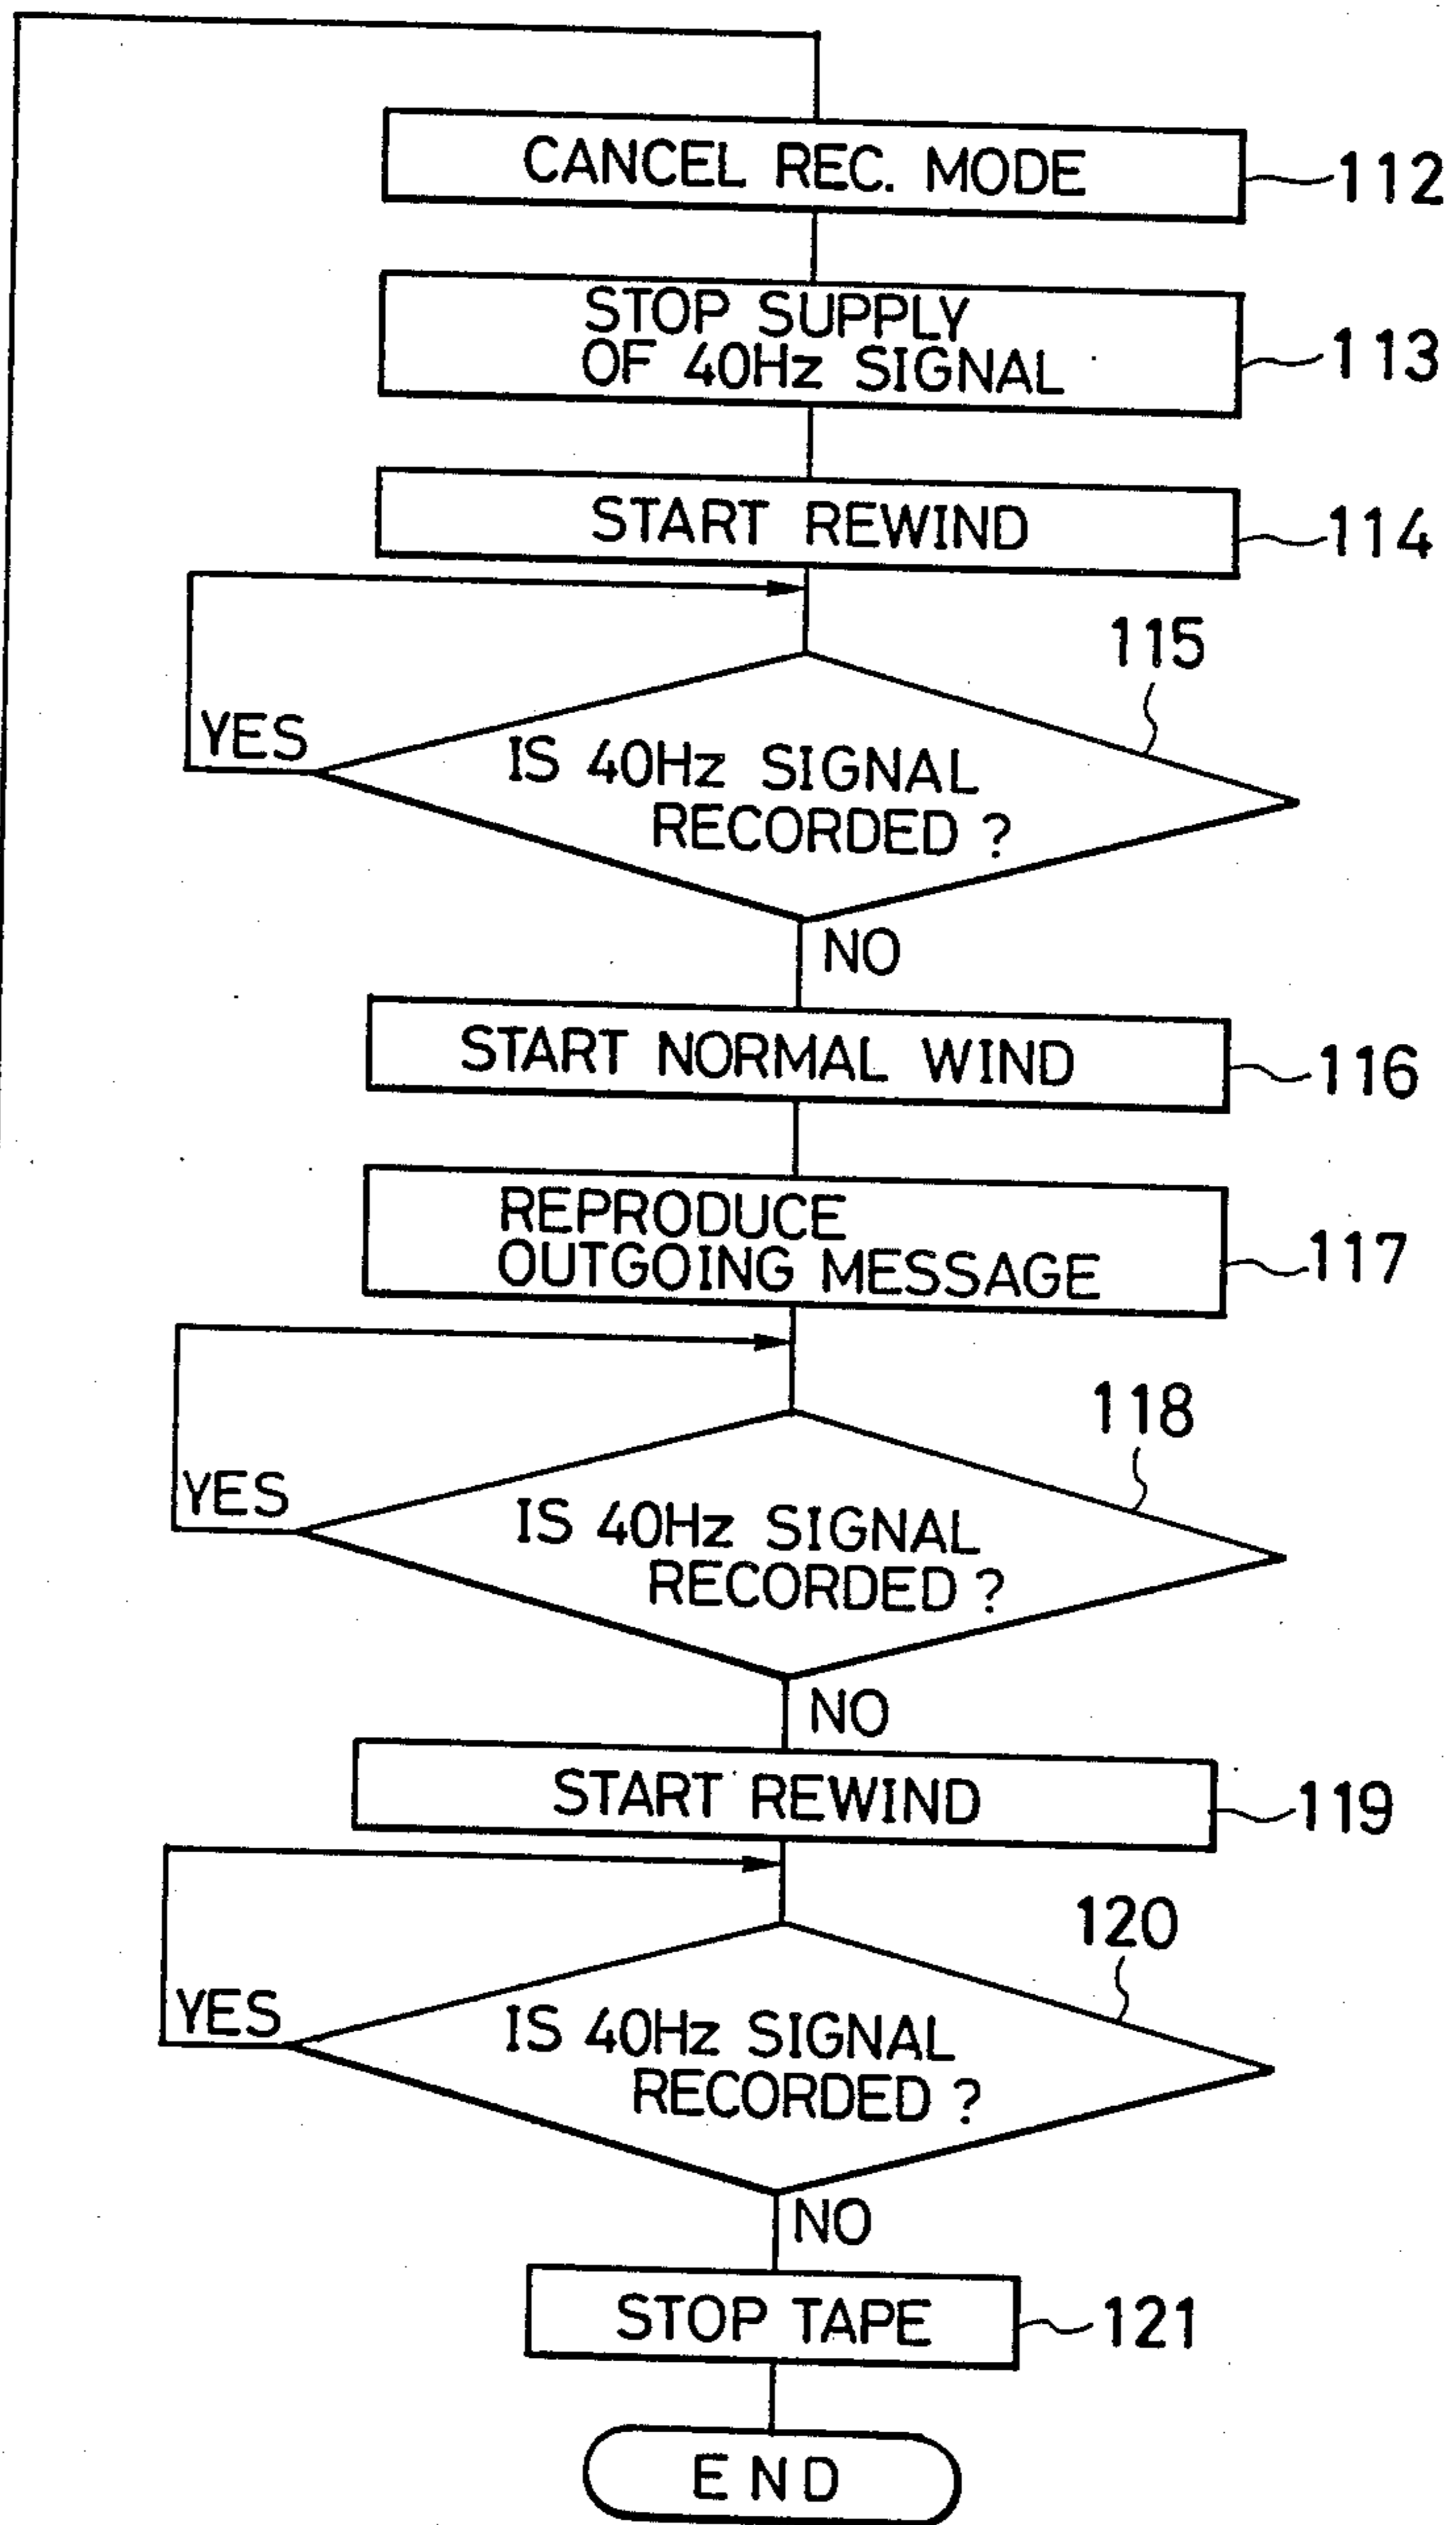 CANCEL REC. MODE
112
STOP SUPPLY
OF 40Hz SIGNAL
113
START REWIND
114
115
YES
IS 40Hz SIGNAL
RECORDED ?
NO
START NORMAL WIND
116
REPRODUCE
OUTGOING MESSAGE
117
118
YES
IS 40Hz SIGNAL
RECORDED ?
NO
START REWIND
119
120
YES
IS 40Hz SIGNAL
RECORDED ?
NO
STOP TAPE
121
END